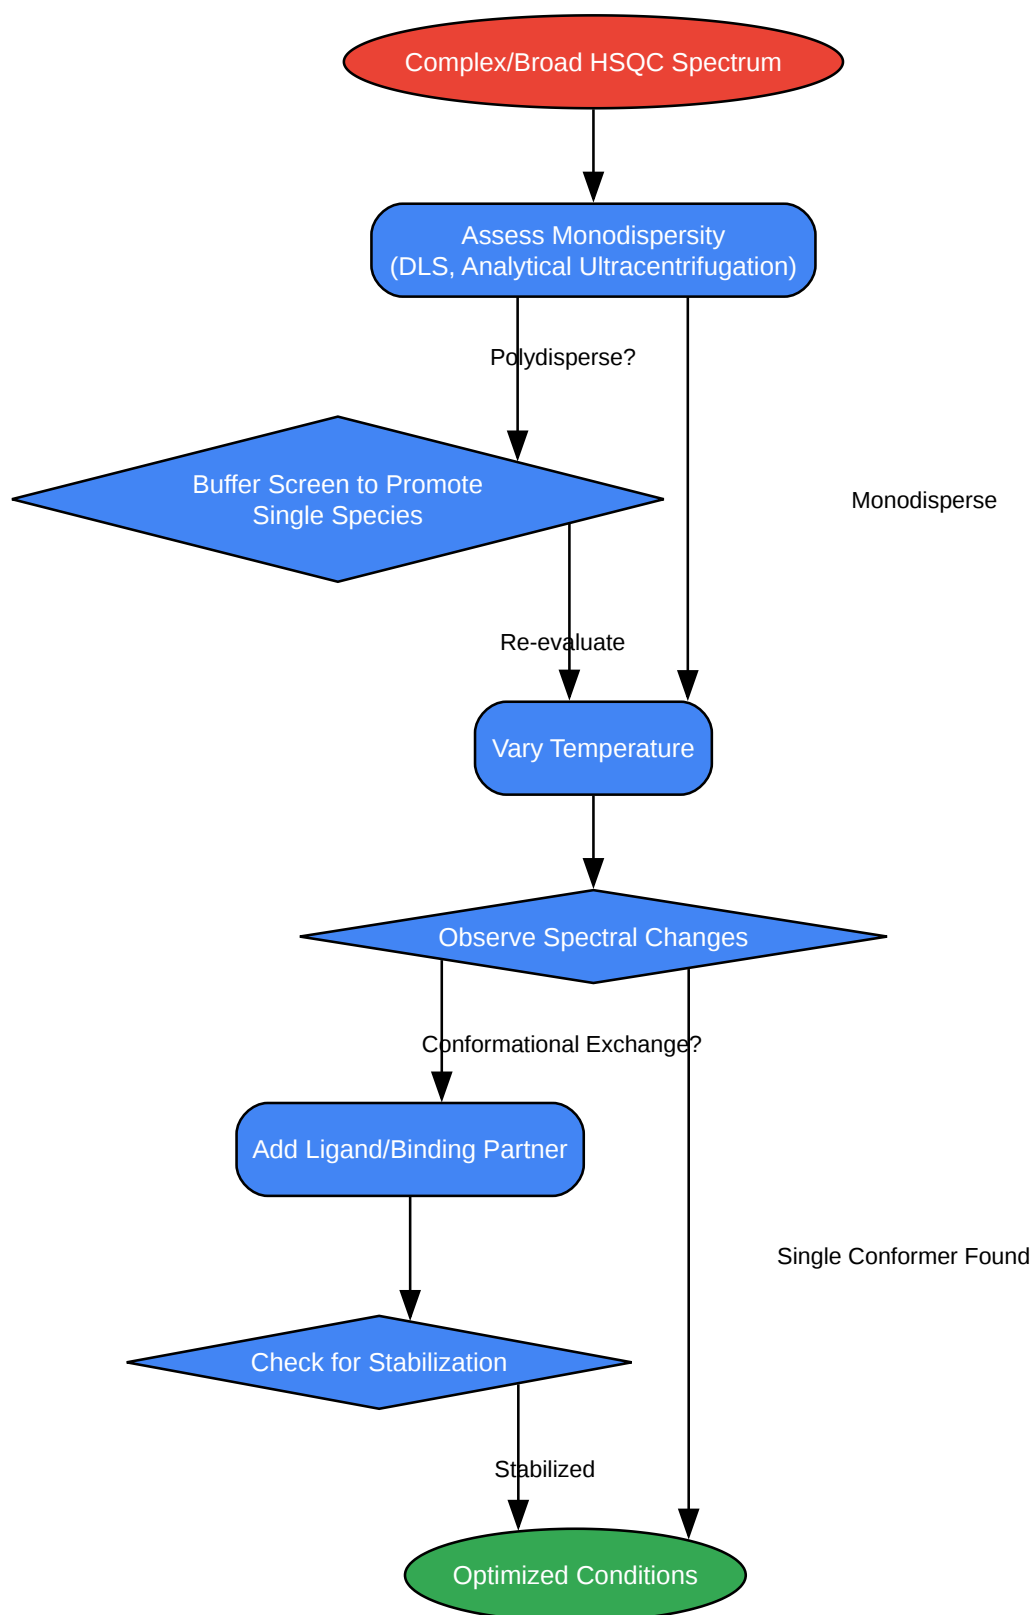 Complex/Broad HSQC Spectrum
Assess Monodispersity
(DLS, Analytical Ultracentrifugation)
Polydisperse?
Buffer Screen to Promote
Single Species
Monodisperse
Re-evaluate
Vary Temperature
Observe Spectral Changes
Conformational Exchange?
Add Ligand/Binding Partner
Single Conformer Found
Check for Stabilization
Stabilized
Optimized Conditions